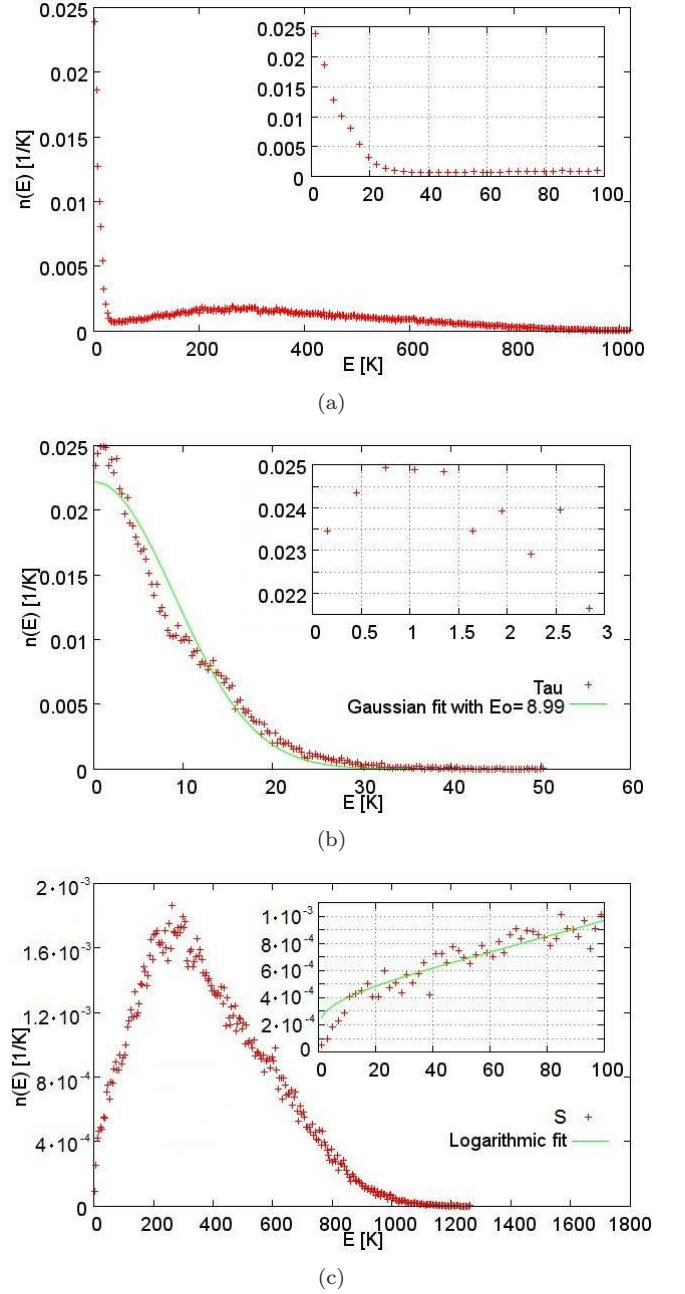 0.025
0.02
0.015
0.01
0.005
0
n(E) [1/K]
0 200 400 600 800 1000
E [K]
0.025
0.02
0.015
0.01
0.005
0
0 20 40 60 80 100
(a)
0.025
0.02
0.015
0.01
0.005
0
n(E) [1/K]
0 10 20 30 40 50 60
E [K]
0.025
0.024
0.023
0.022
0 0.5 1 1.5 2 2.5 3
Tau
Gaussian fit with Eo= 8.99
(b)
2·10⁻³
1.6·10⁻³
1.2·10⁻³
8·10⁻⁴
4·10⁻⁴
0
n(E) [1/K]
0 200 400 600 800 1000 1200 1400 1600 1800
E [K]
1·10⁻³
8·10⁻⁴
6·10⁻⁴
4·10⁻⁴
2·10⁻⁴
0
0 20 40 60 80 100
S
Logarithmic fit
(c)